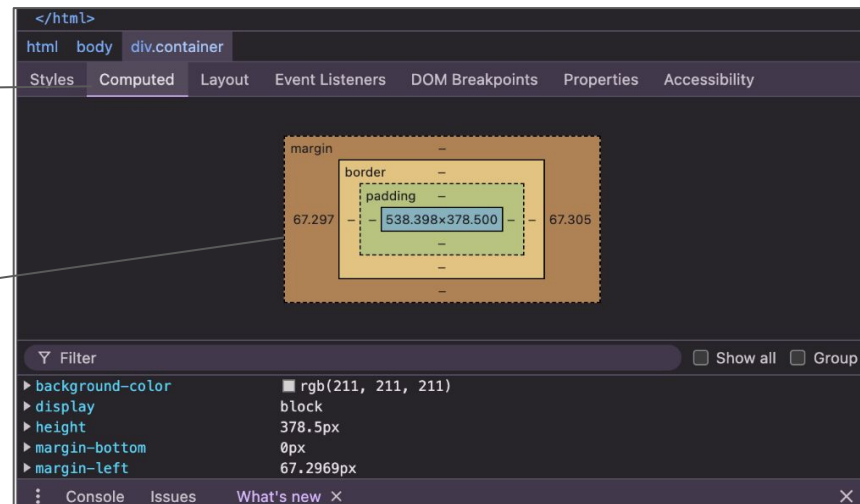 </html>
html body div.container
Styles Computed Layout Event Listeners DOM Breakpoints Properties Accessibility
margin –
border –
padding –
67.297 – – 538.398×378.500 – – 67.305
–
–
–
Filter Show all Group
background-color rgb(211, 211, 211)
display block
height 378.5px
margin-bottom 0px
margin-left 67.2969px
Console Issues What's new ×